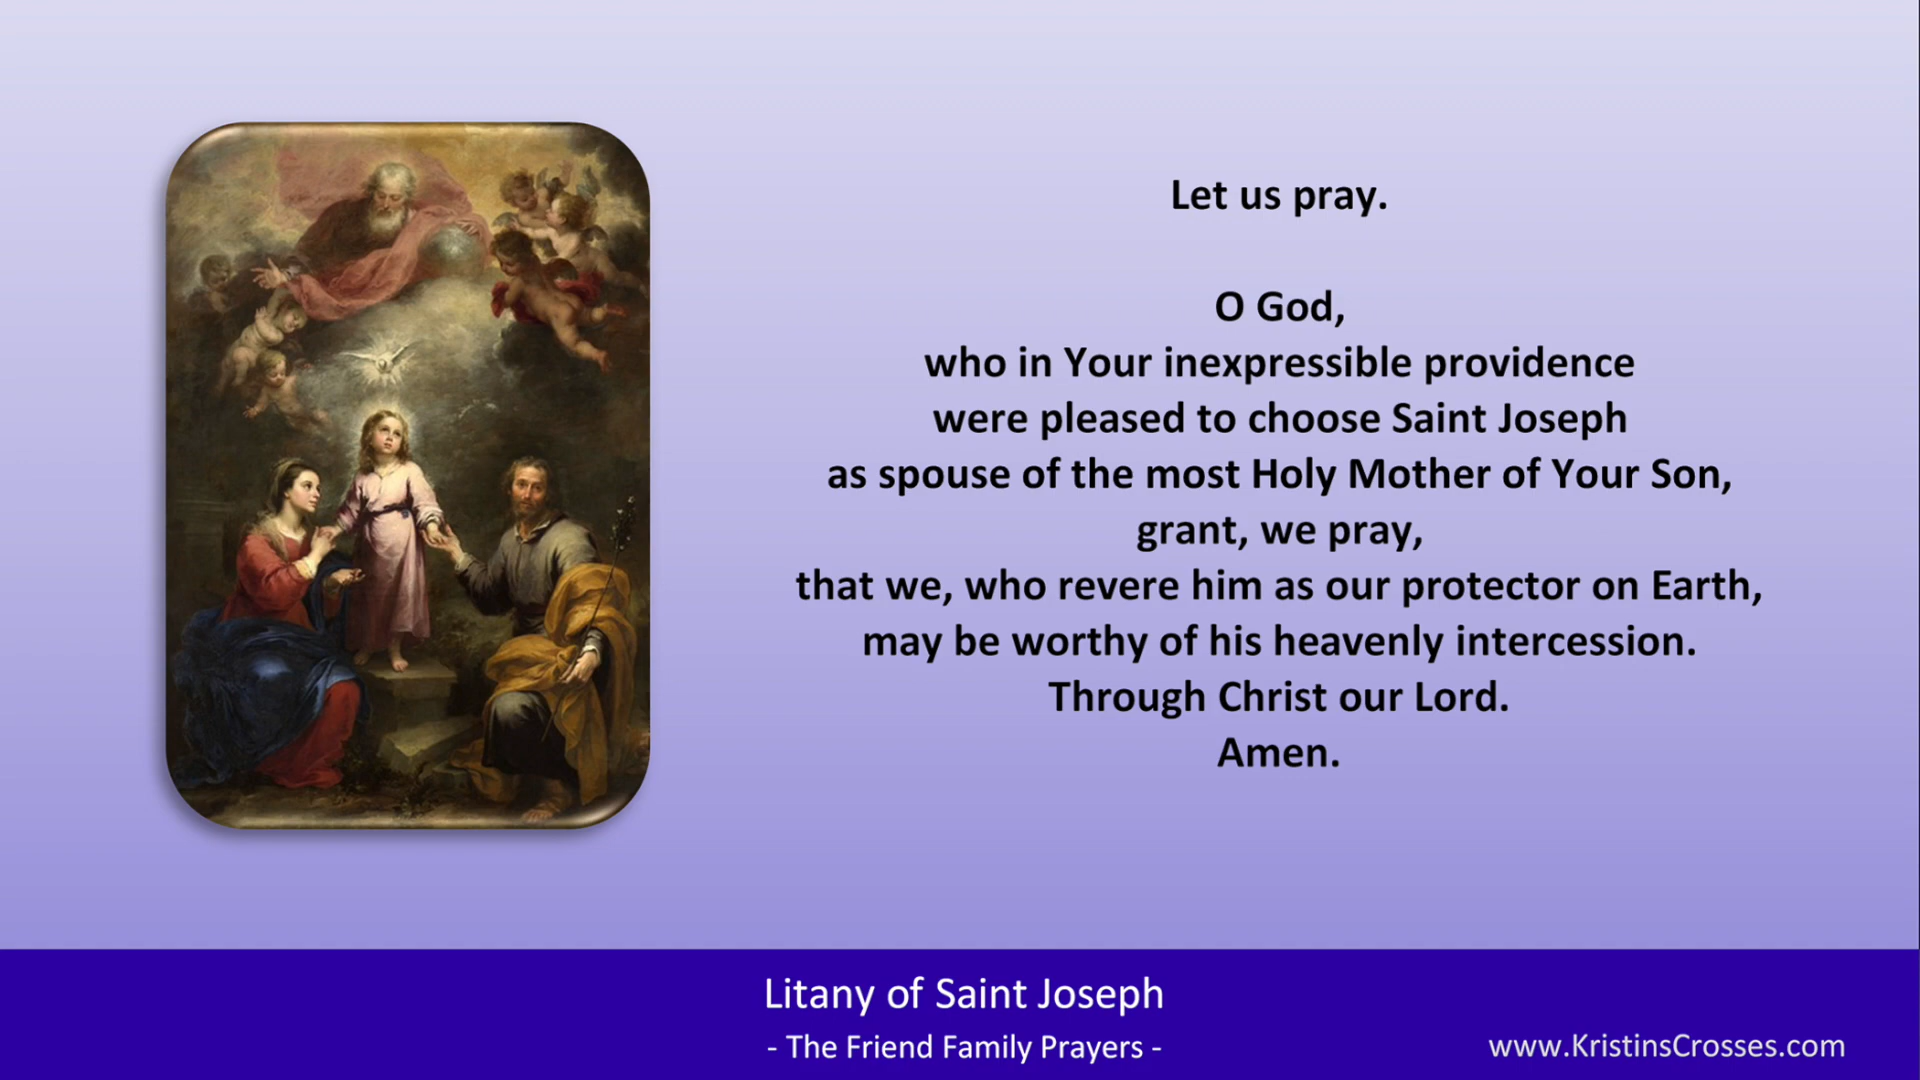 Let us pray.
O God,
who in Your inexpressible providence
were pleased to choose Saint Joseph
as spouse of the most Holy Mother of Your Son,
grant, we pray,
that we, who revere him as our protector on Earth,
may be worthy of his heavenly intercession.
Through Christ our Lord.
Amen.
Litany of Saint Joseph
- The Friend Family Prayers -
www.KristinsCrosses.com